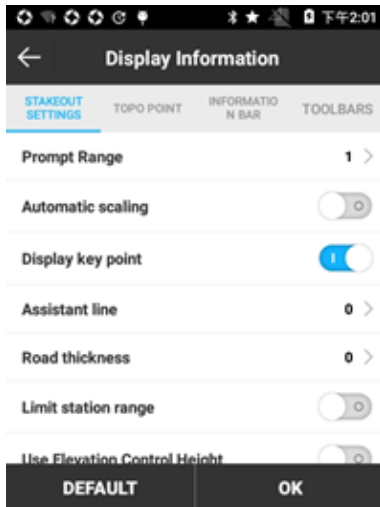 下午2:01
Display Information
STAKEOUT SETTINGS
TOPO POINT
INFORMATIO
N BAR
TOOLBARS
Prompt Range 1
Automatic scaling
Display key point
Assistant line 0
Road thickness 0
Limit station range
Use Elevation Control Height
DEFAULT OK